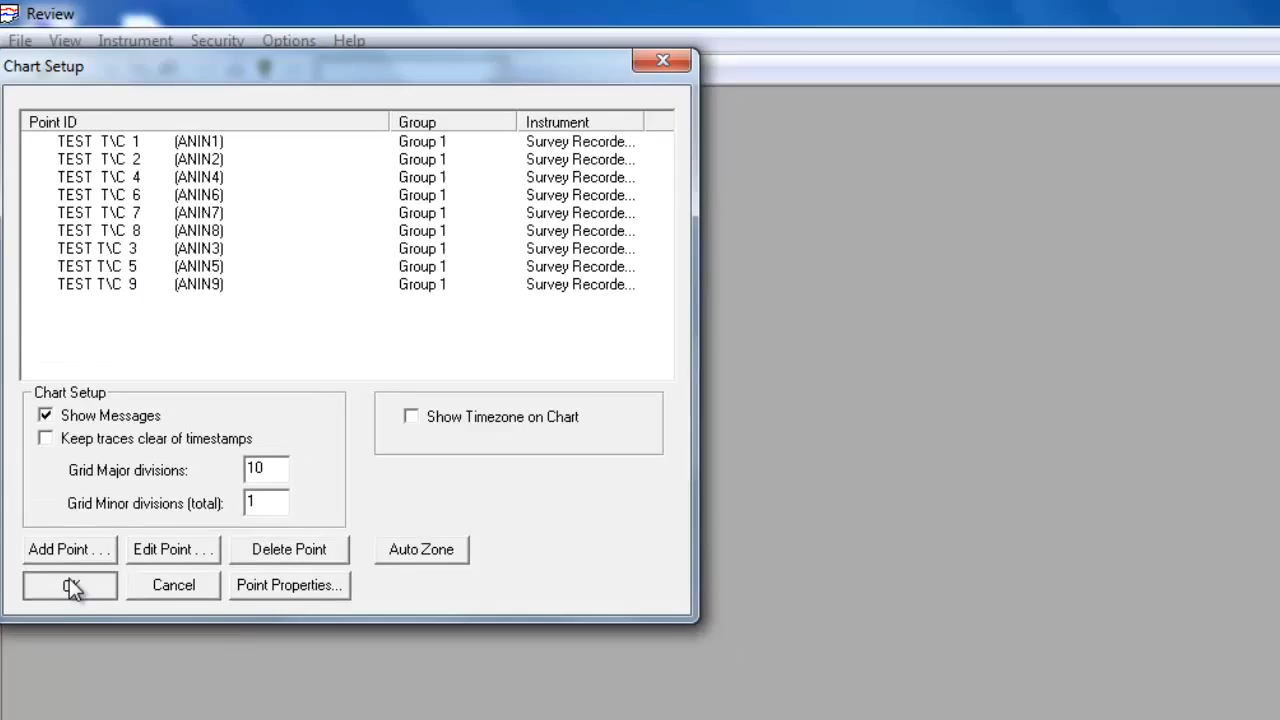 Review
File View Instrument Security Options Help
Chart Setup
Point ID Group Instrument
TEST T\C 1 (ANIN1) Group 1 Survey Recorde...
TEST T\C 2 (ANIN2) Group 1 Survey Recorde...
TEST T\C 4 (ANIN4) Group 1 Survey Recorde...
TEST T\C 6 (ANIN6) Group 1 Survey Recorde...
TEST T\C 7 (ANIN7) Group 1 Survey Recorde...
TEST T\C 8 (ANIN8) Group 1 Survey Recorde...
TEST T\C 3 (ANIN3) Group 1 Survey Recorde...
TEST T\C 5 (ANIN5) Group 1 Survey Recorde...
TEST T\C 9 (ANIN9) Group 1 Survey Recorde...
Chart Setup
Show Messages
Show Timezone on Chart
Keep traces clear of timestamps
Grid Major divisions: 10
Grid Minor divisions (total): 1
Add Point . . . Edit Point . . . Delete Point Auto Zone
Cancel Point Properties...